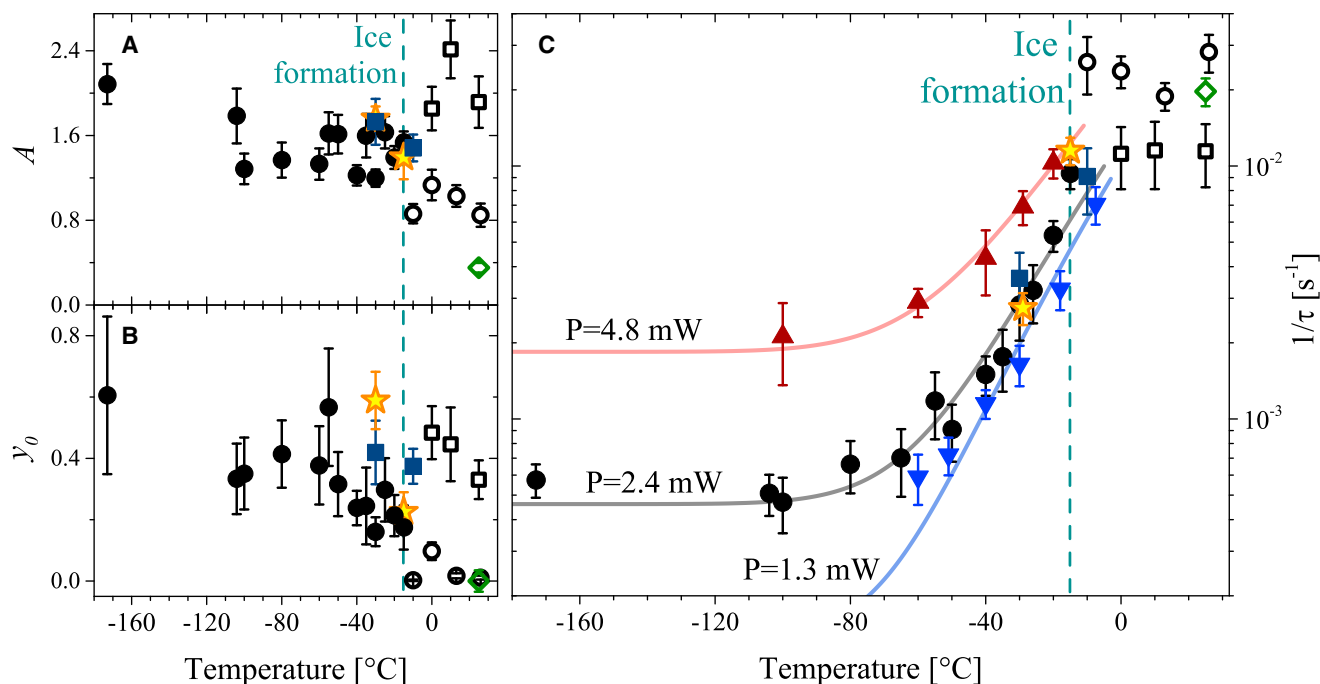 A
Ice
formation
2.4
1.6
0.8
0.0
A
B
0.8
0.4
0.0
y0
-160
-120
-80
-40
0
Temperature [°C]
C
Ice
formation
P=4.8 mW
P=2.4 mW
P=1.3 mW
10-2
10-3
1/τ [s-1]
-160
-120
-80
-40
0
Temperature [°C]